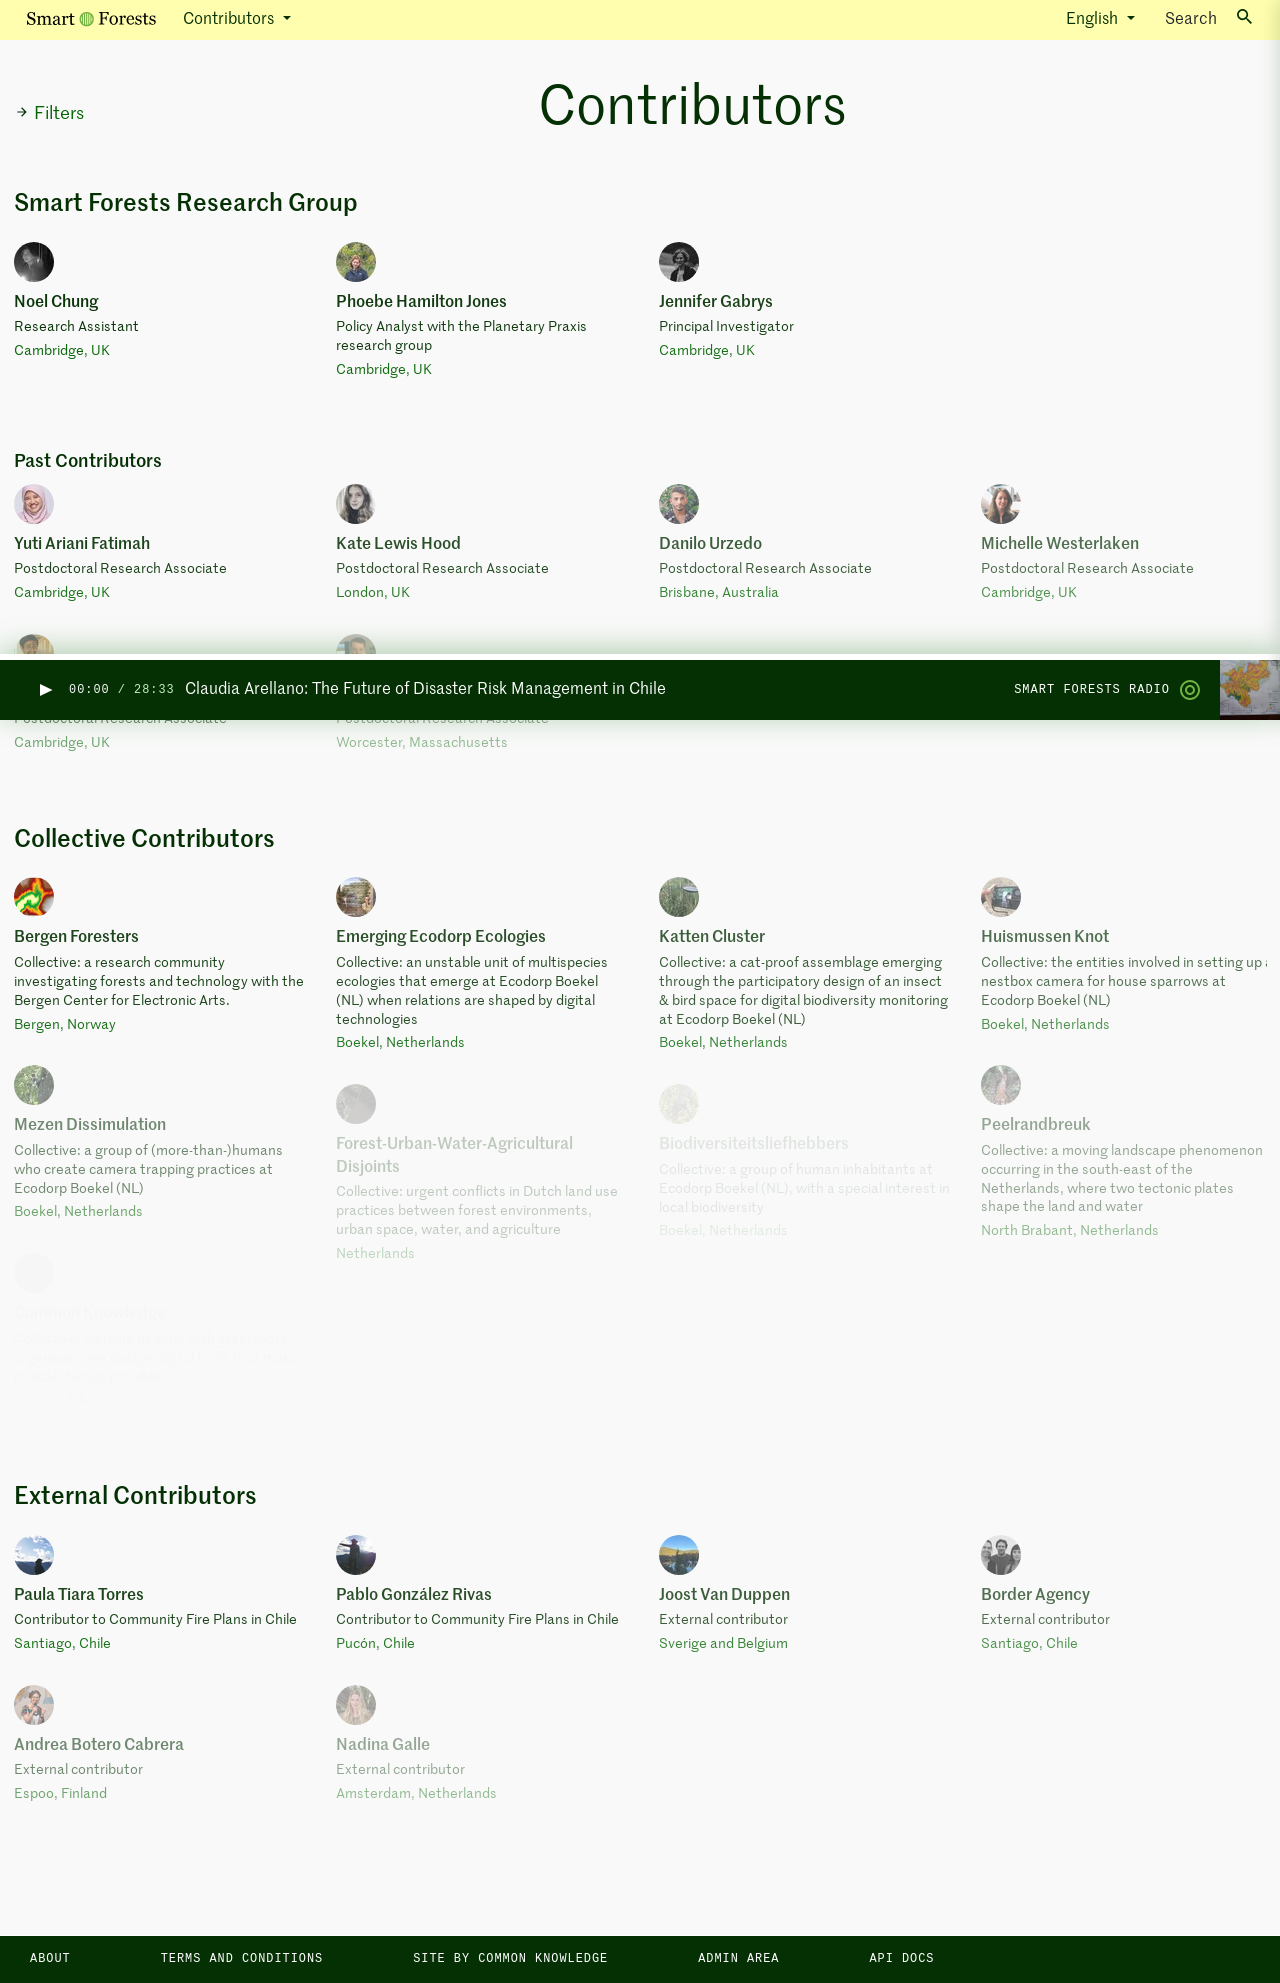 Smart Forests
Contributors
English
Search
Filters
Contributors
Smart Forests Research Group
Noel Chung
Research Assistant
Cambridge, UK
Phoebe Hamilton Jones
Policy Analyst with the Planetary Praxis
research group
Cambridge, UK
Jennifer Gabrys
Principal Investigator
Cambridge, UK
Past Contributors
Yuti Ariani Fatimah
Postdoctoral Research Associate
Cambridge, UK
Kate Lewis Hood
Postdoctoral Research Associate
London, UK
Danilo Urzedo
Postdoctoral Research Associate
Brisbane, Australia
Michelle Westerlaken
Postdoctoral Research Associate
Cambridge, UK
00:00 / 28:33
Claudia Arellano: The Future of Disaster Risk Management in Chile
SMART FORESTS RADIO
Postdoctoral Research Associate
Cambridge, UK
Postdoctoral Research Associate
Worcester, Massachusetts
Collective Contributors
Bergen Foresters
Collective: a research community
investigating forests and technology with the
Bergen Center for Electronic Arts.
Bergen, Norway
Emerging Ecodorp Ecologies
Collective: an unstable unit of multispecies
ecologies that emerge at Ecodorp Boekel
(NL) when relations are shaped by digital
technologies
Boekel, Netherlands
Katten Cluster
Collective: a cat-proof assemblage emerging
through the participatory design of an insect
& bird space for digital biodiversity monitoring
at Ecodorp Boekel (NL)
Boekel, Netherlands
Huismussen Knot
Collective: the entities involved in setting up a
nestbox camera for house sparrows at
Ecodorp Boekel (NL)
Boekel, Netherlands
Mezen Dissimulation
Collective: a group of (more-than-)humans
who create camera trapping practices at
Ecodorp Boekel (NL)
Boekel, Netherlands
Forest-Urban-Water-Agricultural
Disjoints
Collective: urgent conflicts in Dutch land use
practices between forest environments,
urban space, water, and agriculture
Netherlands
Biodiversiteitsliefhebbers
Collective: a group of human inhabitants at
Ecodorp Boekel (NL), with a special interest in
local biodiversity
Boekel, Netherlands
Peelrandbreuk
Collective: a moving landscape phenomenon
occurring in the south-east of the
Netherlands, where two tectonic plates
shape the land and water
North Brabant, Netherlands
Common Knowledge
External Contributors
Paula Tiara Torres
Contributor to Community Fire Plans in Chile
Santiago, Chile
Pablo González Rivas
Contributor to Community Fire Plans in Chile
Pucón, Chile
Joost Van Duppen
External contributor
Sverige and Belgium
Border Agency
External contributor
Santiago, Chile
Andrea Botero Cabrera
External contributor
Espoo, Finland
Nadina Galle
External contributor
Amsterdam, Netherlands
ABOUT
TERMS AND CONDITIONS
SITE BY COMMON KNOWLEDGE
ADMIN AREA
API DOCS